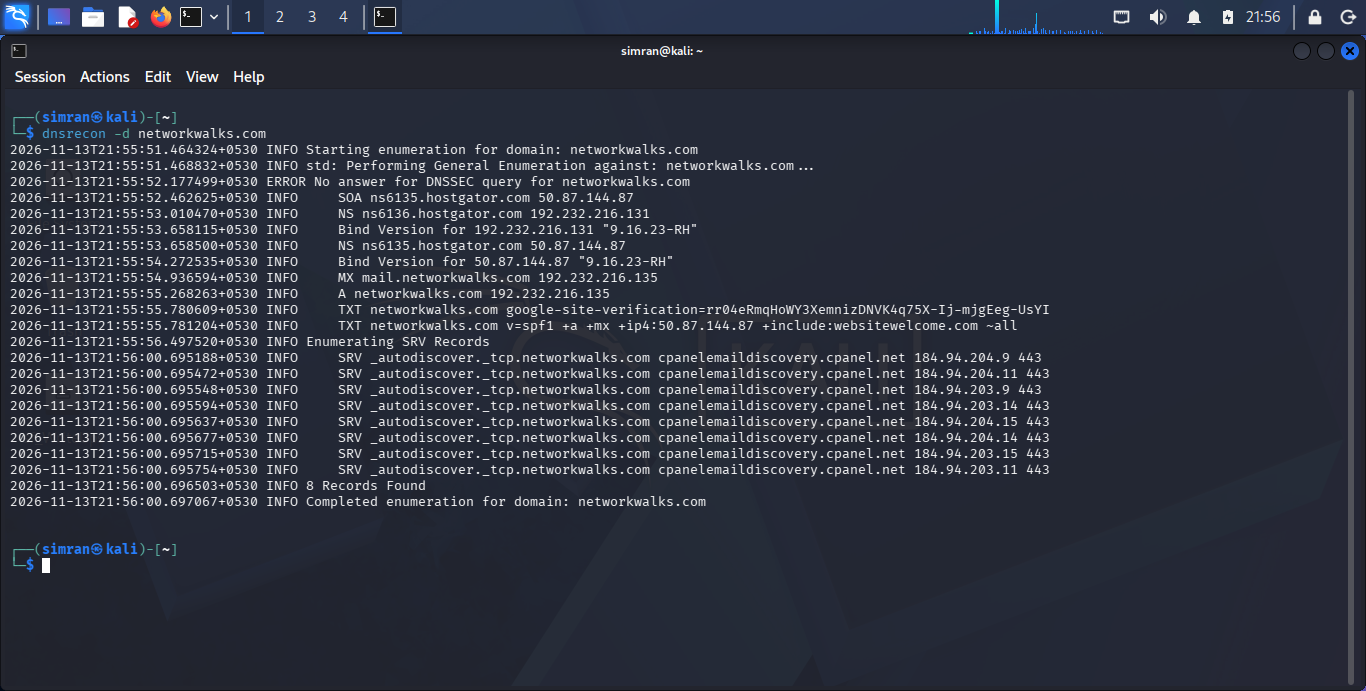 1 2 3 4 21:56
simran@kali: ~
Session Actions Edit View Help
┌──(simran㉿kali)-[~]
└─$ dnsrecon -d networkwalks.com
2026-11-13T21:55:51.464324+0530 INFO Starting enumeration for domain: networkwalks.com
2026-11-13T21:55:51.468832+0530 INFO std: Performing General Enumeration against: networkwalks.com...
2026-11-13T21:55:52.177499+0530 ERROR No answer for DNSSEC query for networkwalks.com
2026-11-13T21:55:52.462625+0530 INFO SOA ns6135.hostgator.com 50.87.144.87
2026-11-13T21:55:53.010470+0530 INFO NS ns6136.hostgator.com 192.232.216.131
2026-11-13T21:55:53.658115+0530 INFO Bind Version for 192.232.216.131 "9.16.23-RH"
2026-11-13T21:55:53.658500+0530 INFO NS ns6135.hostgator.com 50.87.144.87
2026-11-13T21:55:54.272535+0530 INFO Bind Version for 50.87.144.87 "9.16.23-RH"
2026-11-13T21:55:54.936594+0530 INFO MX mail.networkwalks.com 192.232.216.135
2026-11-13T21:55:55.268263+0530 INFO A networkwalks.com 192.232.216.135
2026-11-13T21:55:55.780609+0530 INFO TXT networkwalks.com google-site-verification=rr04eRmqHoWY3XemnizDNVK4q75X-Ij-mjgEeg-UsYI
2026-11-13T21:55:55.781204+0530 INFO TXT networkwalks.com v=spf1 +a +mx +ip4:50.87.144.87 +include:websitewelcome.com ~all
2026-11-13T21:55:56.497520+0530 INFO Enumerating SRV Records
2026-11-13T21:56:00.695188+0530 INFO SRV _autodiscover._tcp.networkwalks.com cpanelemaildiscovery.cpanel.net 184.94.204.9 443
2026-11-13T21:56:00.695472+0530 INFO SRV _autodiscover._tcp.networkwalks.com cpanelemaildiscovery.cpanel.net 184.94.204.11 443
2026-11-13T21:56:00.695548+0530 INFO SRV _autodiscover._tcp.networkwalks.com cpanelemaildiscovery.cpanel.net 184.94.203.9 443
2026-11-13T21:56:00.695594+0530 INFO SRV _autodiscover._tcp.networkwalks.com cpanelemaildiscovery.cpanel.net 184.94.203.14 443
2026-11-13T21:56:00.695637+0530 INFO SRV _autodiscover._tcp.networkwalks.com cpanelemaildiscovery.cpanel.net 184.94.204.15 443
2026-11-13T21:56:00.695677+0530 INFO SRV _autodiscover._tcp.networkwalks.com cpanelemaildiscovery.cpanel.net 184.94.204.14 443
2026-11-13T21:56:00.695715+0530 INFO SRV _autodiscover._tcp.networkwalks.com cpanelemaildiscovery.cpanel.net 184.94.203.15 443
2026-11-13T21:56:00.695754+0530 INFO SRV _autodiscover._tcp.networkwalks.com cpanelemaildiscovery.cpanel.net 184.94.203.11 443
2026-11-13T21:56:00.696503+0530 INFO 8 Records Found
2026-11-13T21:56:00.697067+0530 INFO Completed enumeration for domain: networkwalks.com
┌──(simran㉿kali)-[~]
└─$